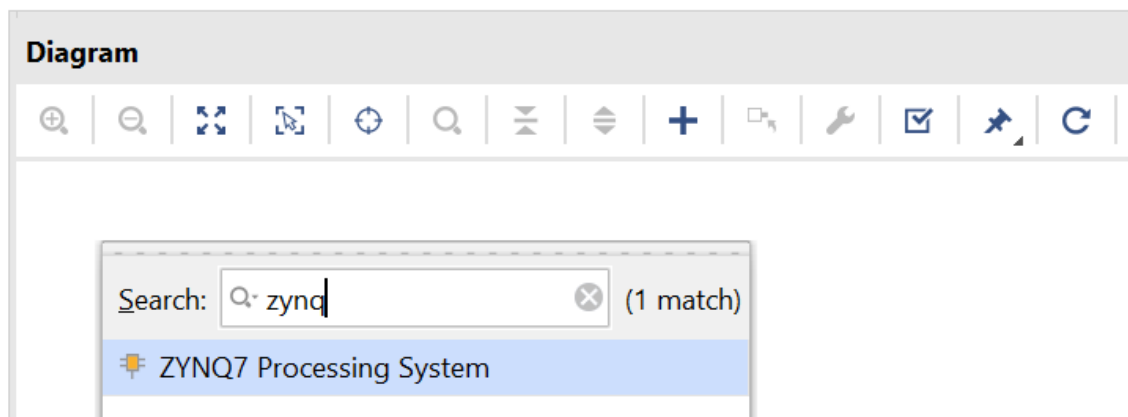 Diagram
Search: zynq (1 match)
ZYNQ7 Processing System